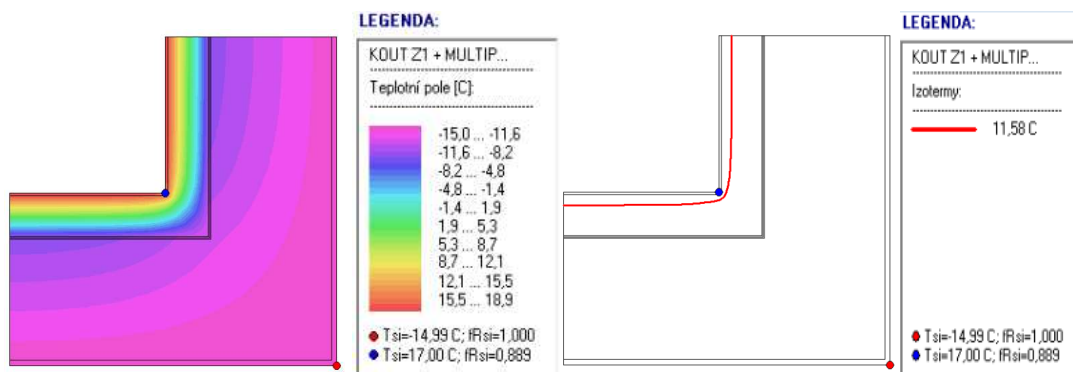 LEGENDA:
KOUT Z1 + MULTIP...
Teplotní pole [C]:
-15,0 ... -11,6
-11,6 ... -8,2
-8,2 ... -4,8
-4,8 ... -1,4
-1,4 ... 1,9
1,9 ... 5,3
5,3 ... 8,7
8,7 ... 12,1
12,1 ... 15,5
15,5 ... 18,9
Tsi=-14,99 C; fRsi=1,000
Tsi=17,00 C; fRsi=0,889
LEGENDA:
KOUT Z1 + MULTIP...
Izotermy:
11,58 C
Tsi=-14,99 C; fRsi=1,000
Tsi=17,00 C; fRsi=0,889